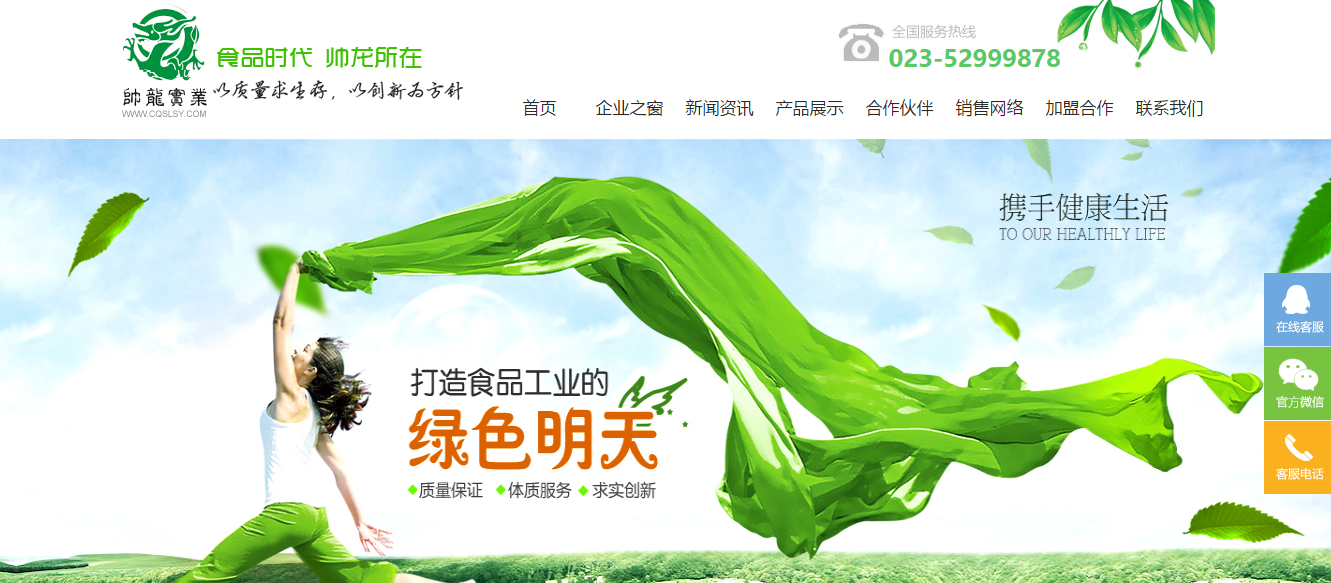 帥龍實業
WWW.CQSLSY.COM
食品时代 帅龙所在
以质量求生存，以创新为方针
全国服务热线
023-52999878
首页 企业之窗 新闻资讯 产品展示 合作伙伴 销售网络 加盟合作 联系我们
携手健康生活
TO OUR HEALTHLY LIFE
打造食品工业的
绿色明天
质量保证 体质服务 求实创新
在线客服
官方微信
客服电话